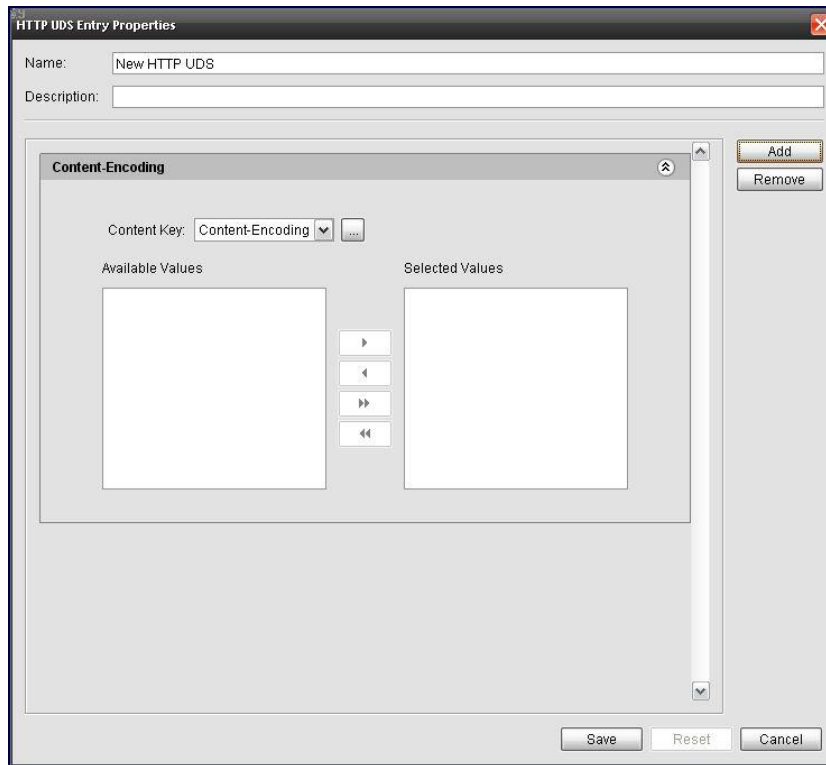 HTTP UDS Entry Properties
Name: New HTTP UDS
Description:
Add
Content-Encoding
Remove
Content Key: Content-Encoding ...
Available Values Selected Values
Save Reset Cancel